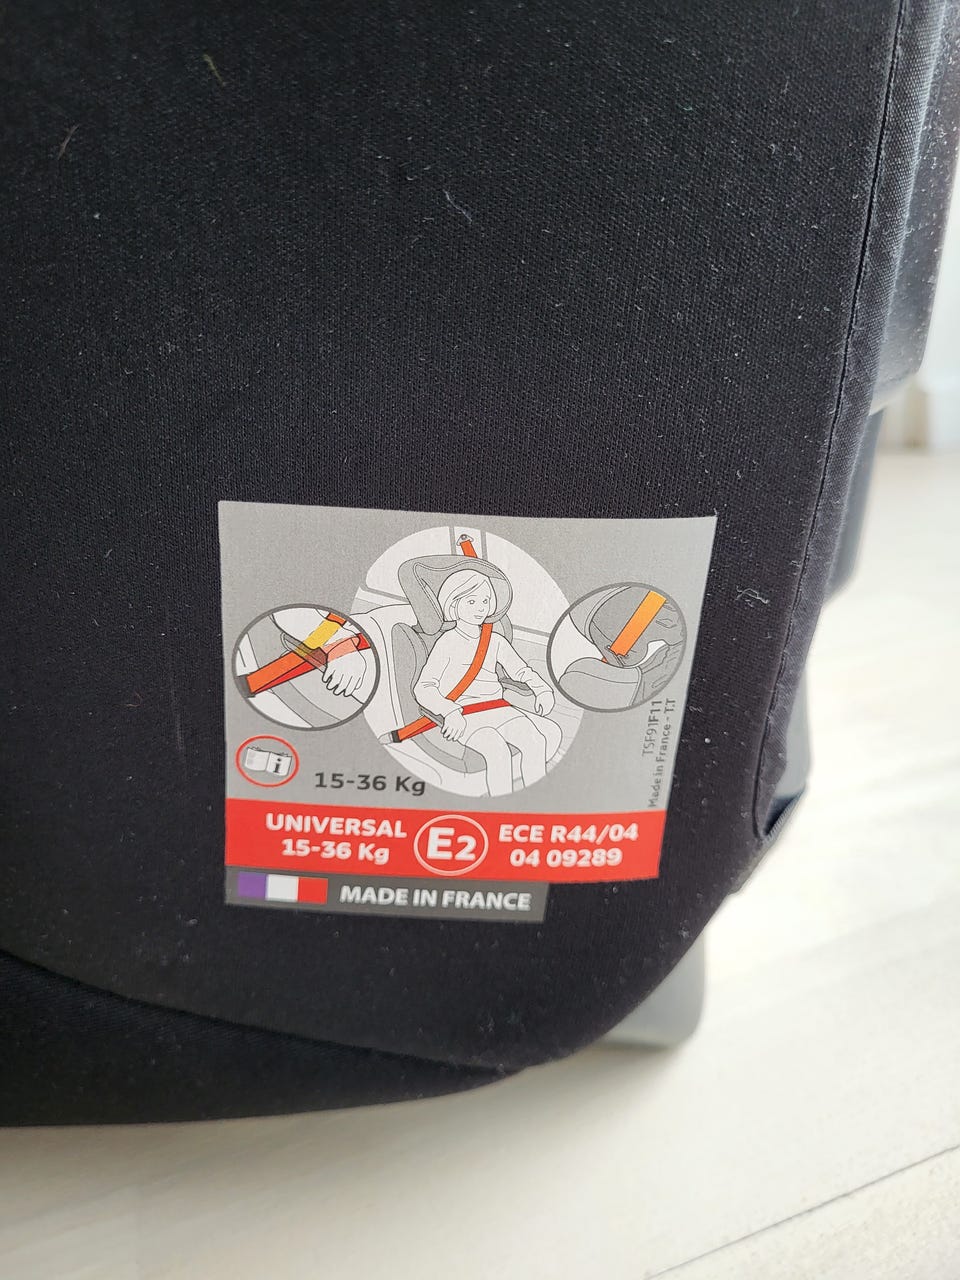 TSF91F11
Made in France - T.T
i
15-36 Kg
UNIVERSAL
15-36 Kg
E2
ECE R44/04
04 09289
MADE IN FRANCE